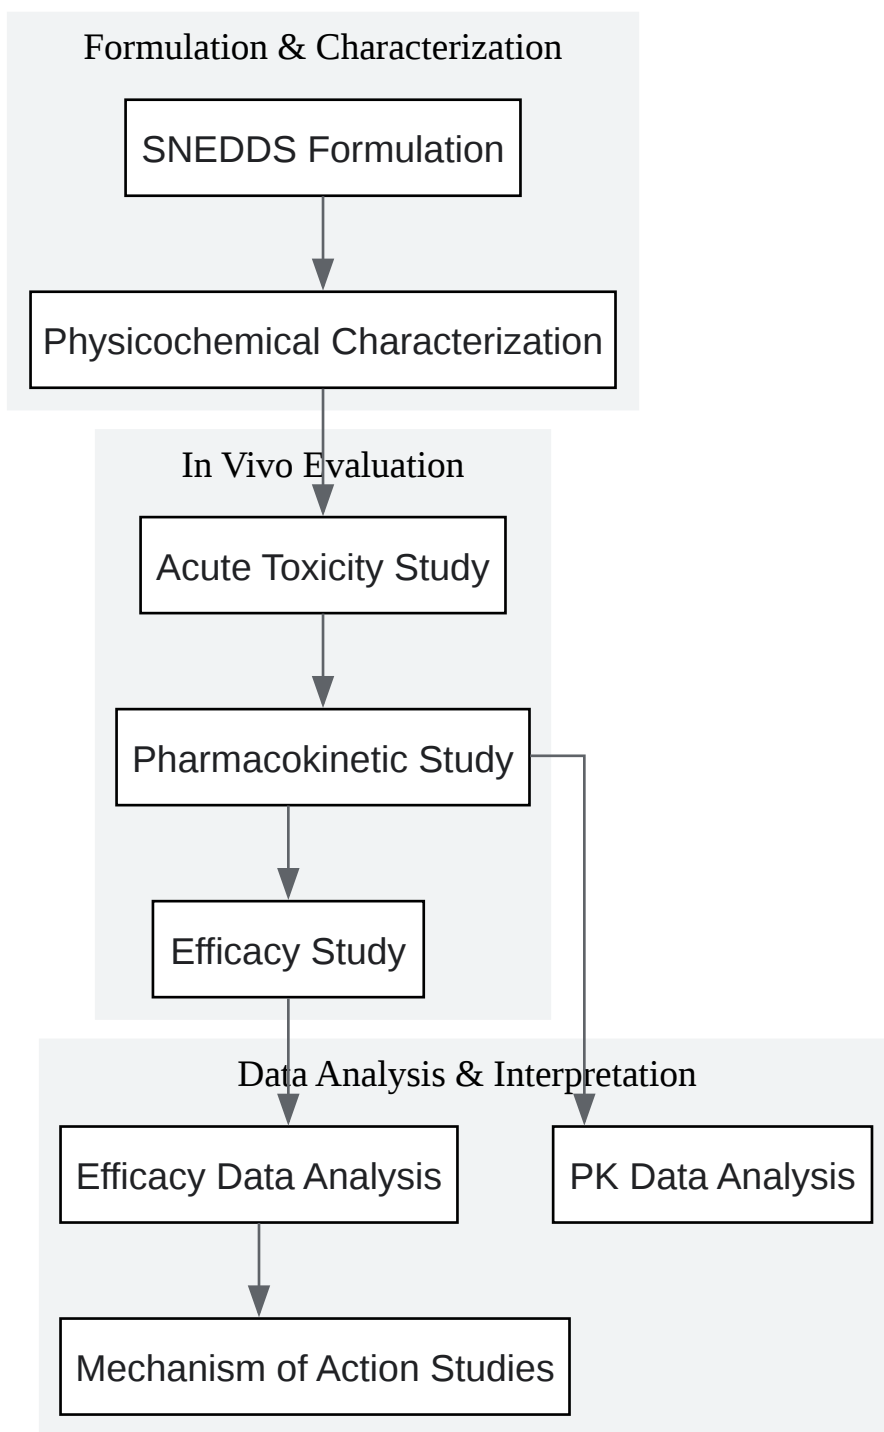 Formulation & Characterization
SNEDDS Formulation
Physicochemical Characterization
In Vivo Evaluation
Acute Toxicity Study
Pharmacokinetic Study
Efficacy Study
Data Analysis & Interpretation
Efficacy Data Analysis
PK Data Analysis
Mechanism of Action Studies